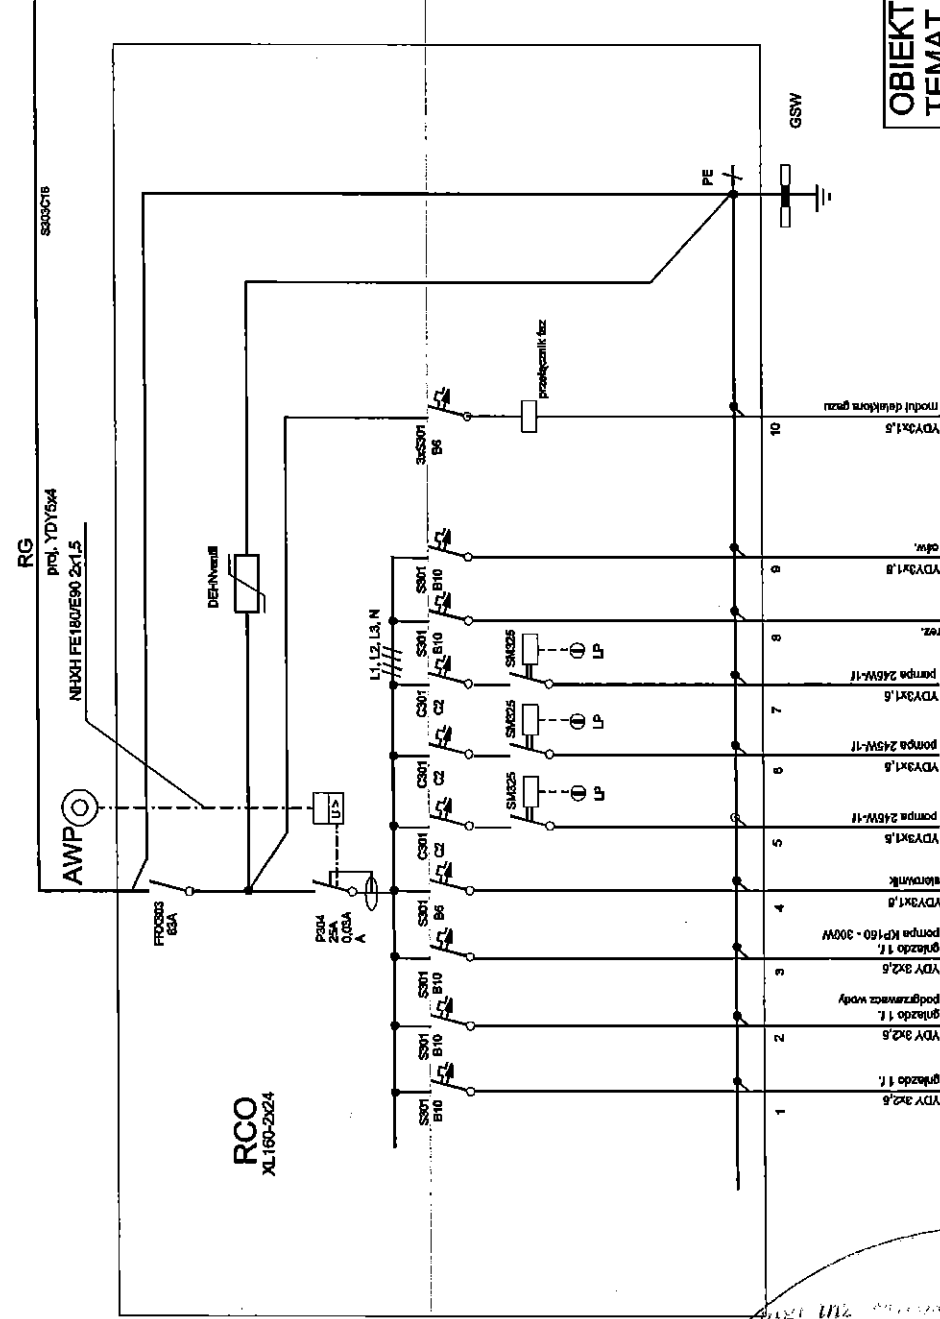 OBIEKT
TEMAT
GSW
PE
S303C16
RG
proj. YDY5x4
NHXH FE180/E90 2x1,5
AWP
DEHNventil
FRX303
63A
U>
P304
25A
0,03A
A
L1, L2, L3, N
RCO
XL160-2x24
S301
B10
S301
B10
S301
B10
S301
B6
C301
C2
C301
C2
C301
C2
S301
B10
S301
B10
3xS301
B6
SM325
LP
SM325
LP
SM325
LP
przełącznik faz
1
YDY 3x2,5
gniazdo 1 f.
2
YDY 3x2,5
gniazdo 1 f.
podgrzewacz wody
3
YDY 3x2,5
gniazdo 1 f.
pompa KP150 - 300W
4
YDY3x1,5
sterownik
5
YDY3x1,5
pompa 245W-1f
6
YDY3x1,5
pompa 245W-1f
7
YDY3x1,5
pompa 245W-1f
8
rez.
9
YDY3x1,5
ośw.
10
YDY3x1,5
moduł detektora gazu